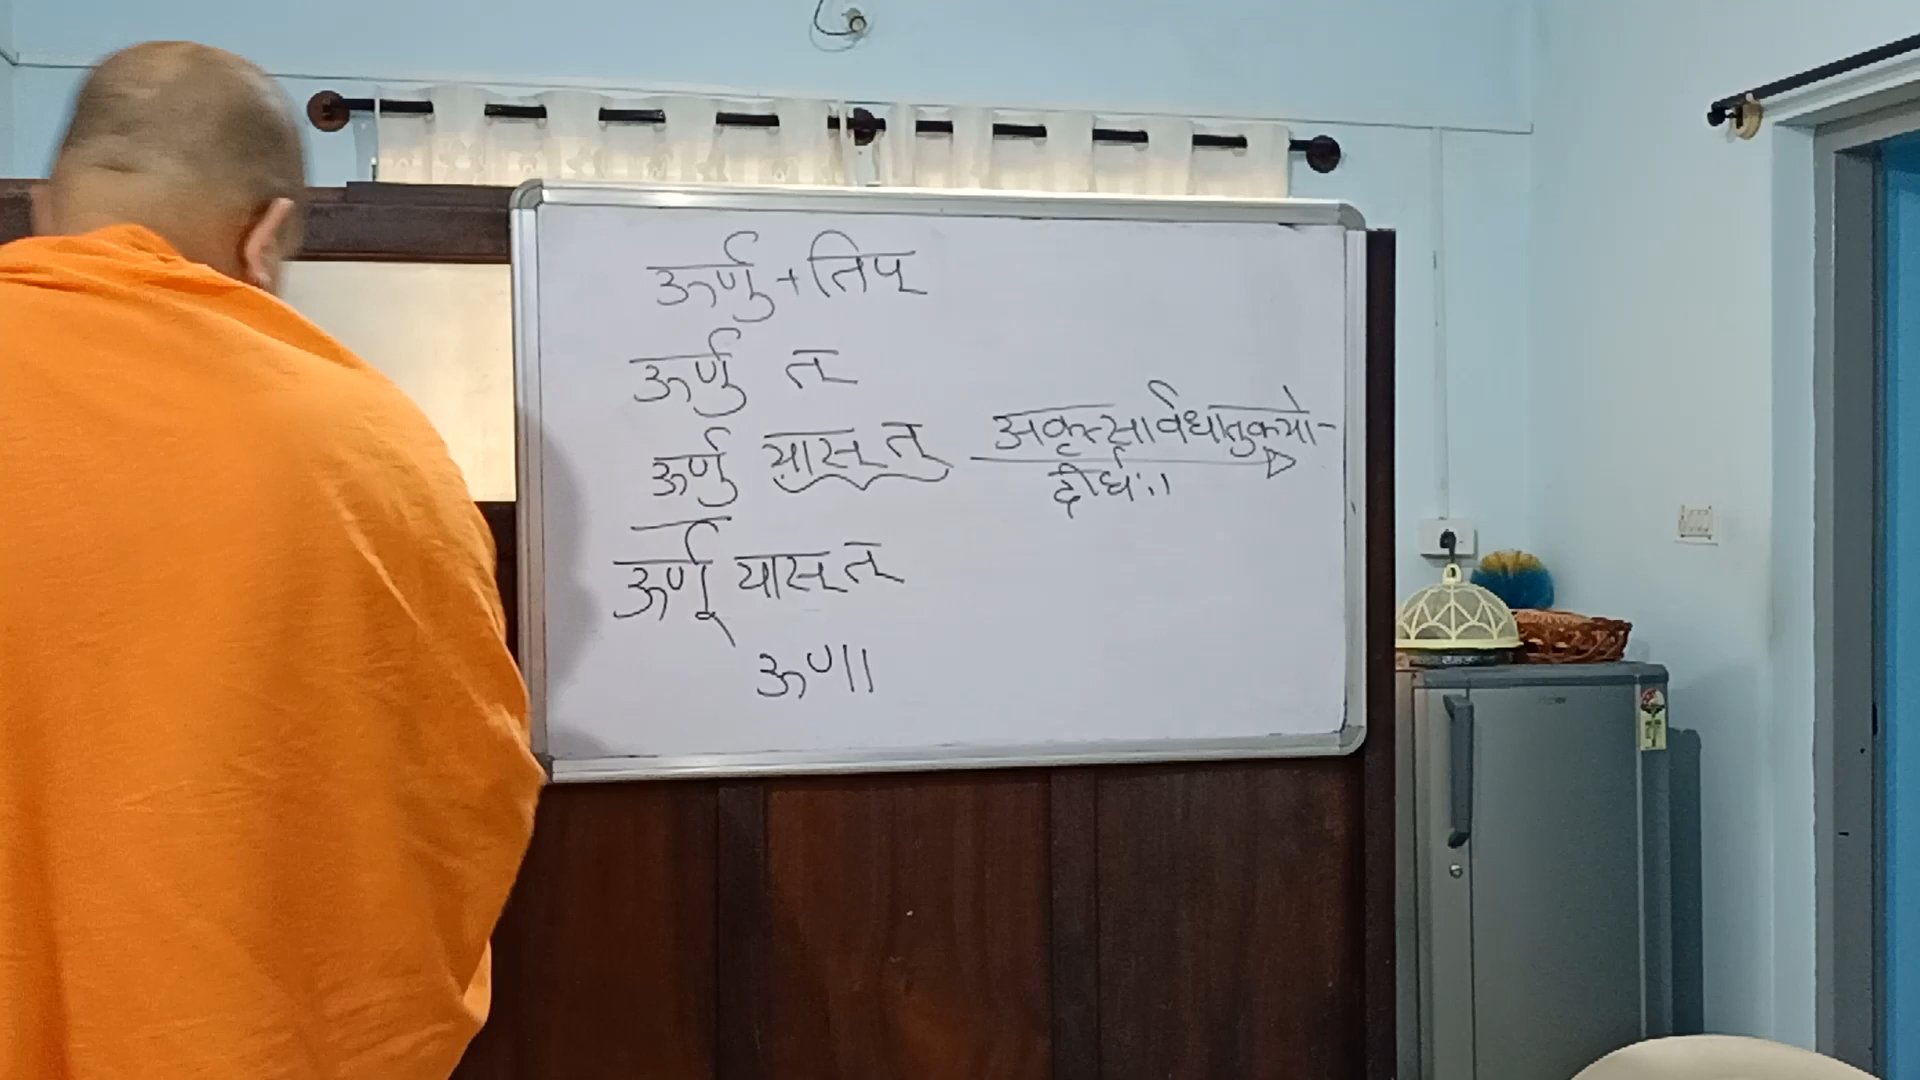 ऊर्णु + तिप्
ऊर्णु त्
ऊर्णु यास् त् अकृत्सार्वधातुकयो-
दीर्घः।
ऊर्णू यास् त्
ऊणा